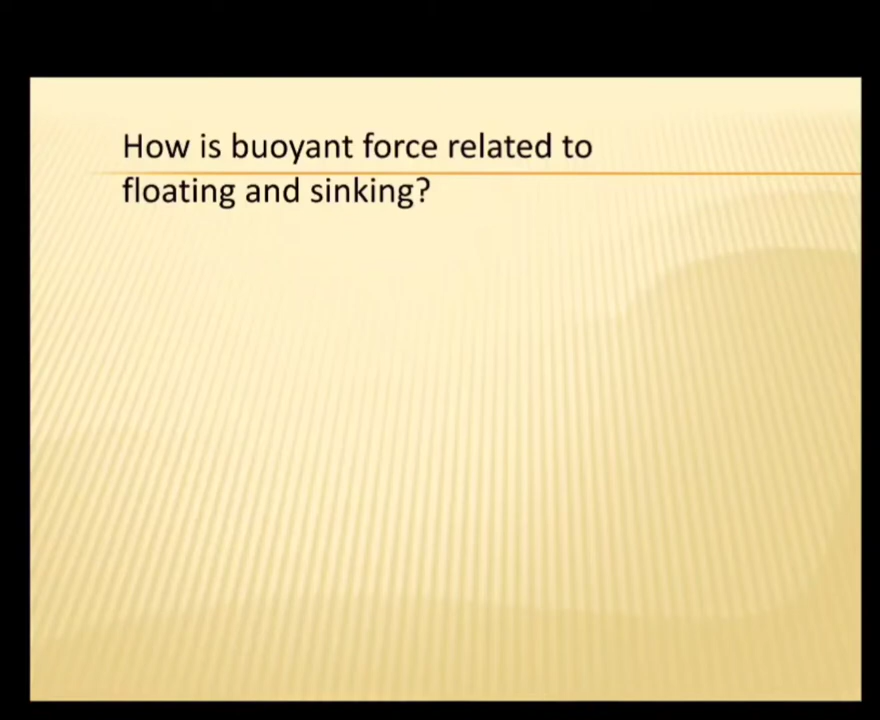 How is buoyant force related to
floating and sinking?